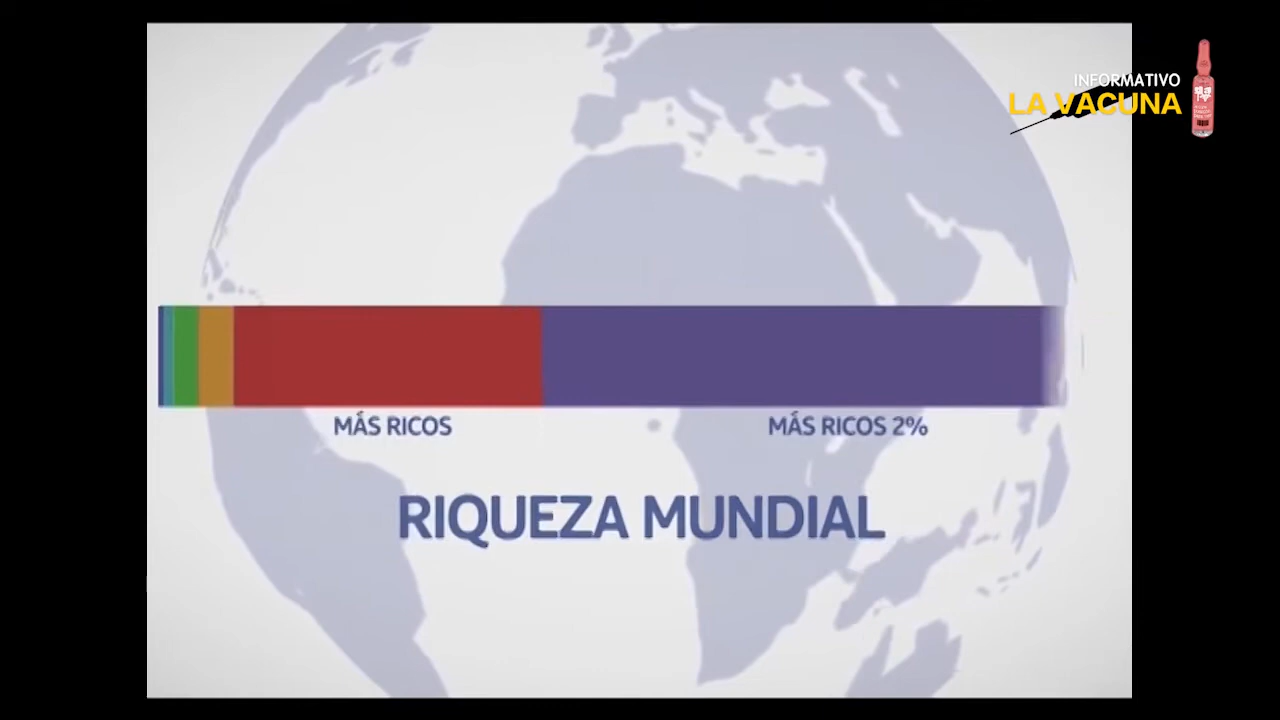 INFORMATIVO
LA VACUNA
MÁS RICOS
MÁS RICOS 2%
RIQUEZA MUNDIAL